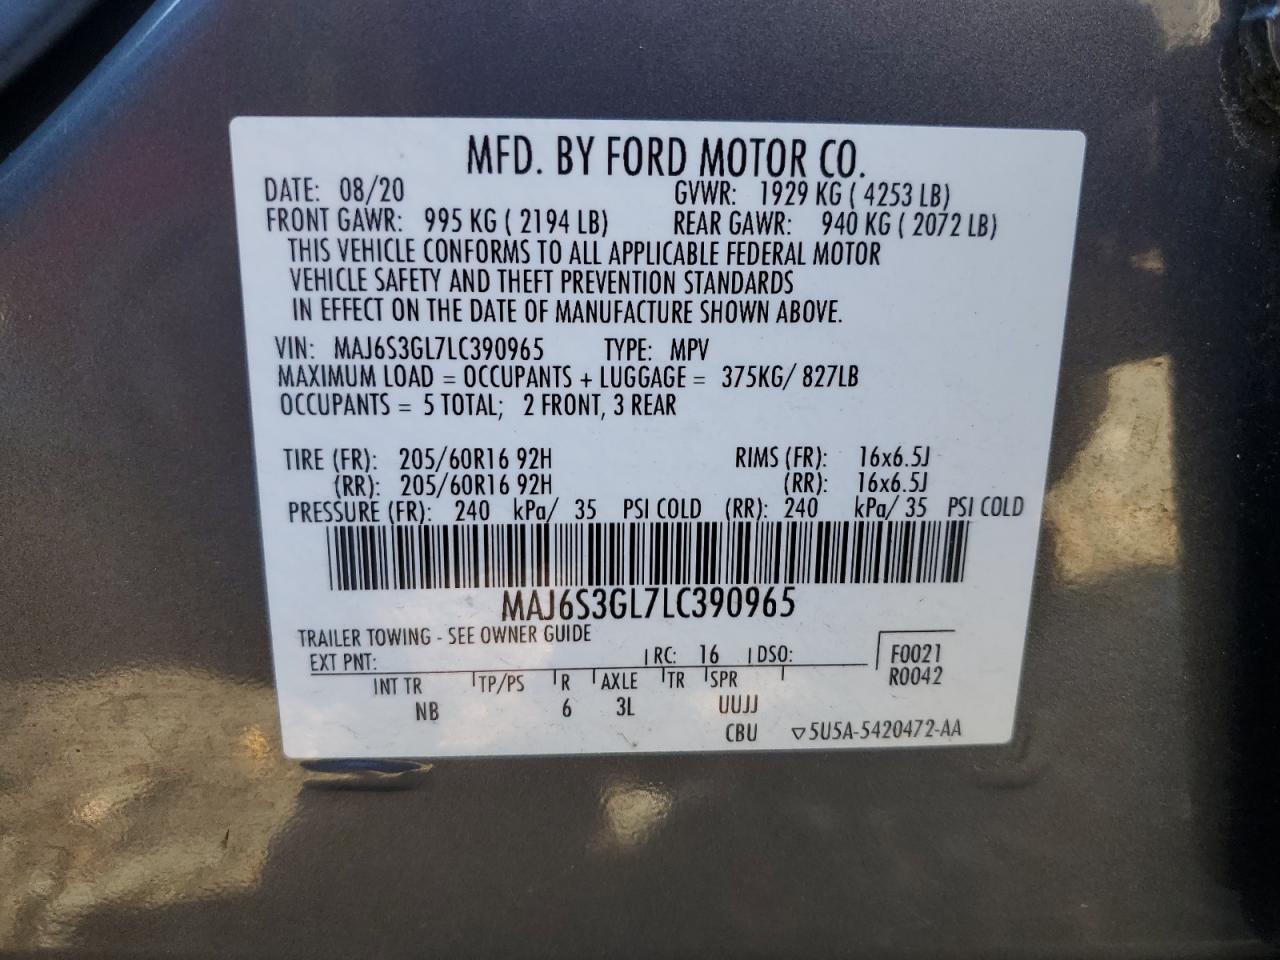 MFD. BY FORD MOTOR CO.
DATE: 08/20 GVWR: 1929 KG ( 4253 LB)
FRONT GAWR: 995 KG ( 2194 LB) REAR GAWR: 940 KG ( 2072 LB)
THIS VEHICLE CONFORMS TO ALL APPLICABLE FEDERAL MOTOR
VEHICLE SAFETY AND THEFT PREVENTION STANDARDS
IN EFFECT ON THE DATE OF MANUFACTURE SHOWN ABOVE.
VIN: MAJ6S3GL7LC390965 TYPE: MPV
MAXIMUM LOAD = OCCUPANTS + LUGGAGE = 375KG/ 827LB
OCCUPANTS = 5 TOTAL; 2 FRONT, 3 REAR
TIRE (FR): 205/60R16 92H RIMS (FR): 16x6.5J
(RR): 205/60R16 92H (RR): 16x6.5J
PRESSURE (FR): 240 kPa/ 35 PSI COLD (RR): 240 kPa/ 35 PSI COLD
MAJ6S3GL7LC390965
TRAILER TOWING - SEE OWNER GUIDE
EXT PNT: RC: 16 DSO: F0021
R0042
INT TR TP/PS R AXLE TR SPR
NB 6 3L UUJJ
CBU ▽5U5A-5420472-AA